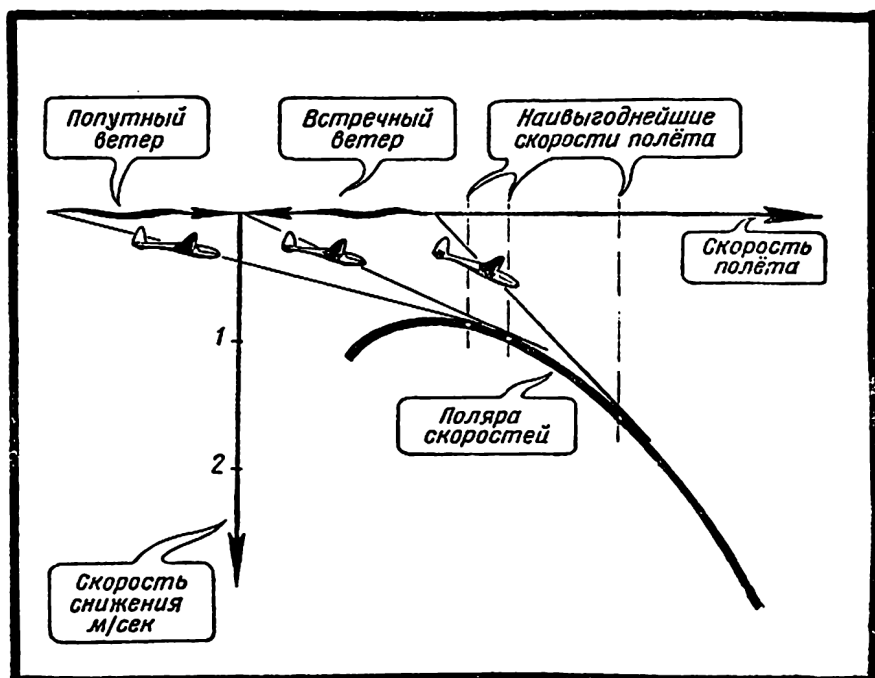 Попутный
ветер
Встречный
ветер
Наивыгоднейшие
скорости полёта
Скорость
полёта
1
Поляра
скоростей
2
Скорость
снижения
м/сек